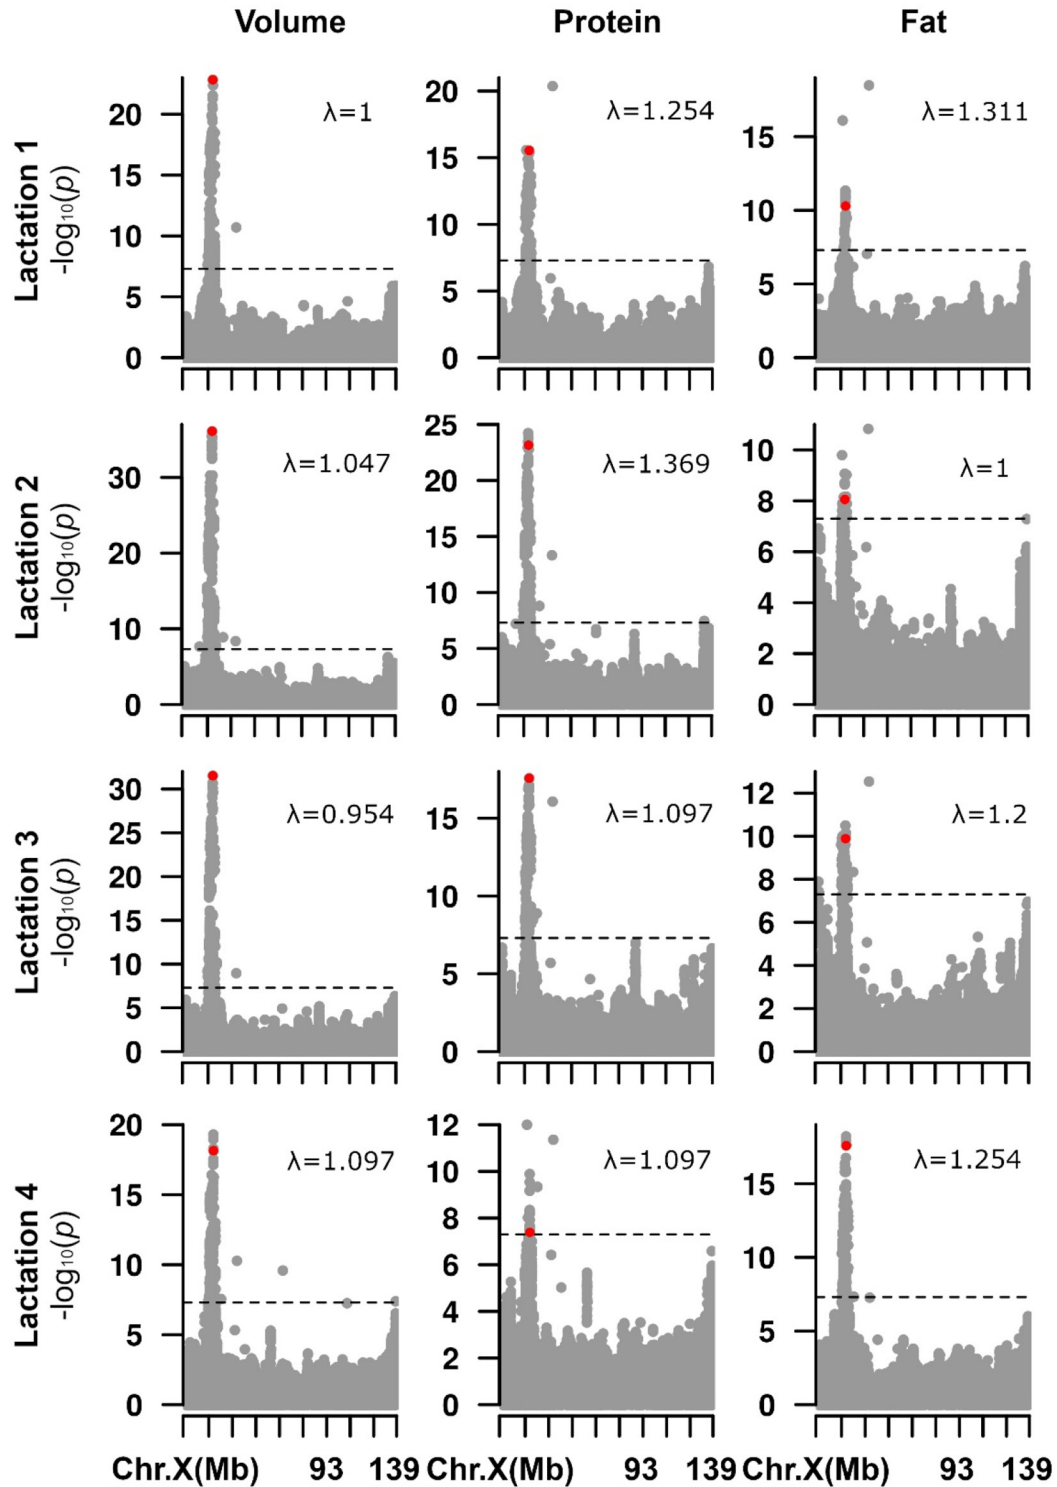 Volume Protein Fat
Lactation 1
-log₁₀(p)
20
15
10
5
0
λ=1
20
15
10
5
0
λ=1.254
15
10
5
0
λ=1.311
Lactation 2
-log₁₀(p)
30
20
10
0
λ=1.047
25
20
15
10
5
0
λ=1.369
10
8
6
4
2
0
λ=1
Lactation 3
-log₁₀(p)
30
25
20
15
10
5
0
λ=0.954
15
10
5
0
λ=1.097
12
10
8
6
4
2
0
λ=1.2
Lactation 4
-log₁₀(p)
20
15
10
5
0
λ=1.097
12
10
8
6
4
2
0
λ=1.097
15
10
5
0
λ=1.254
Chr.X(Mb) 93 139 Chr.X(Mb) 93 139 Chr.X(Mb) 93 139